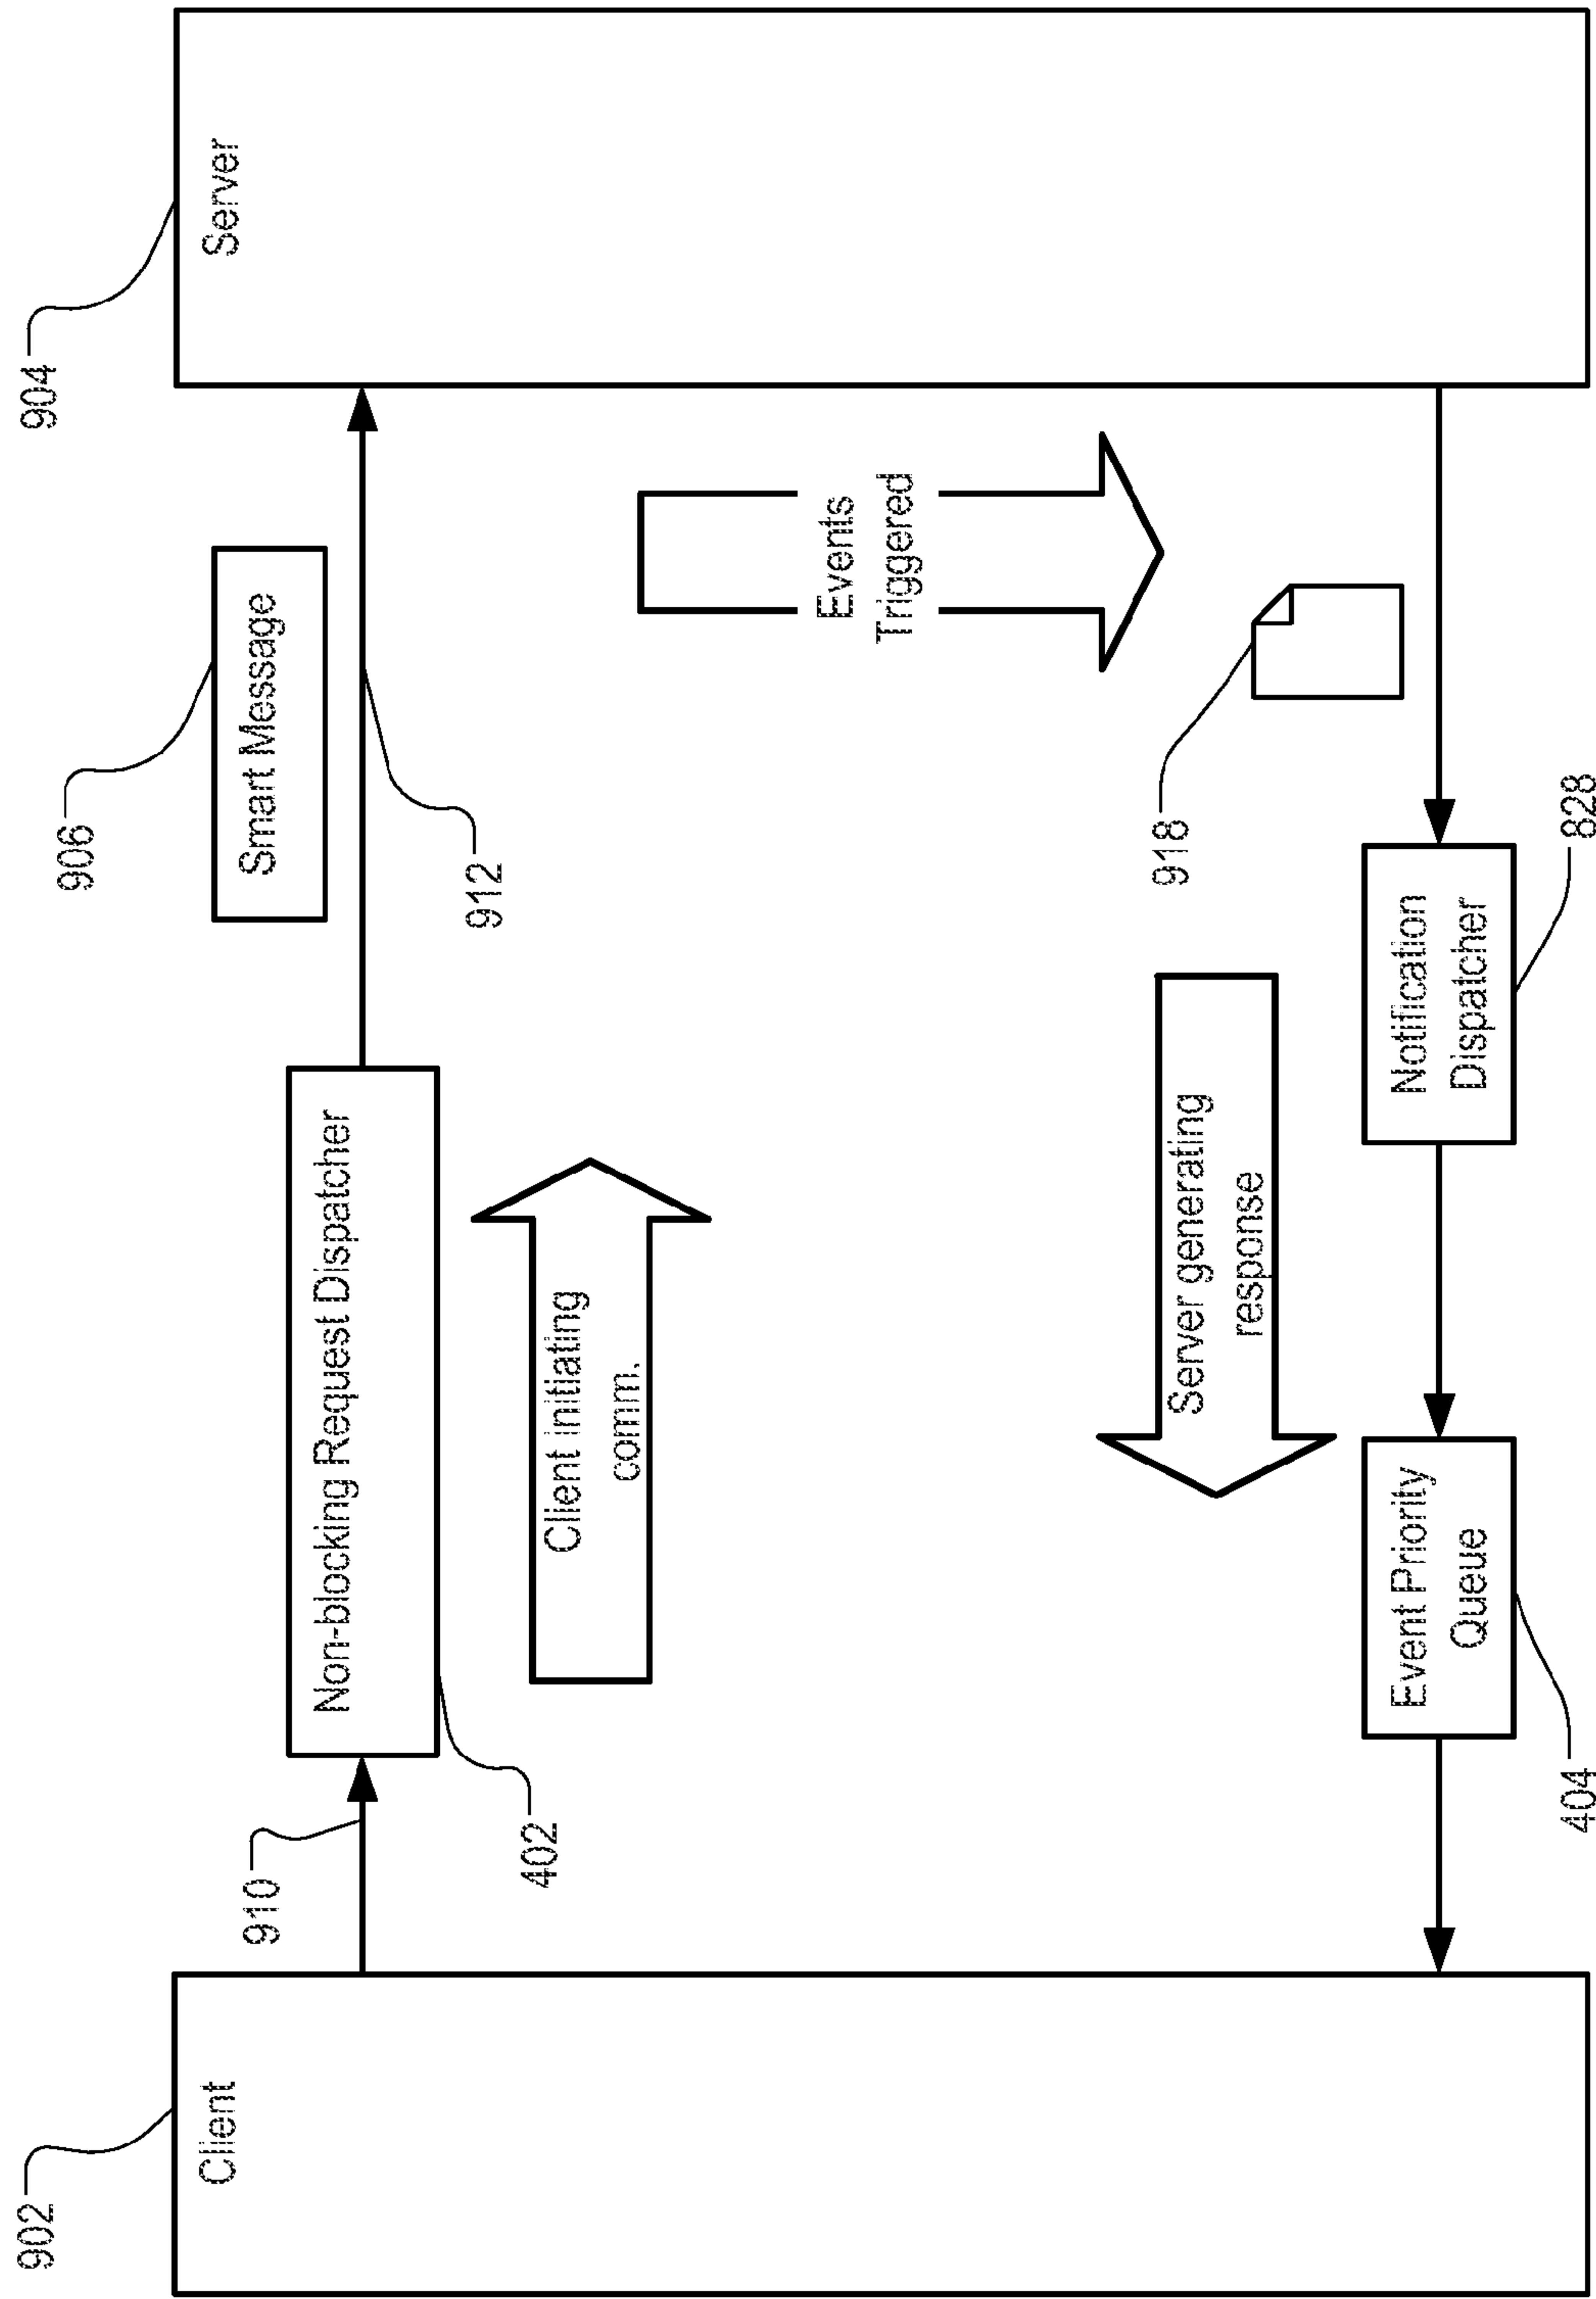 902
Client
910
Non-blocking Request Dispatcher
402
Client initiating
comm.
906
Smart Message
912
904
Server
Events
Triggered
918
Server generating
response
Notification
Dispatcher
828
Event Priority
Queue
404